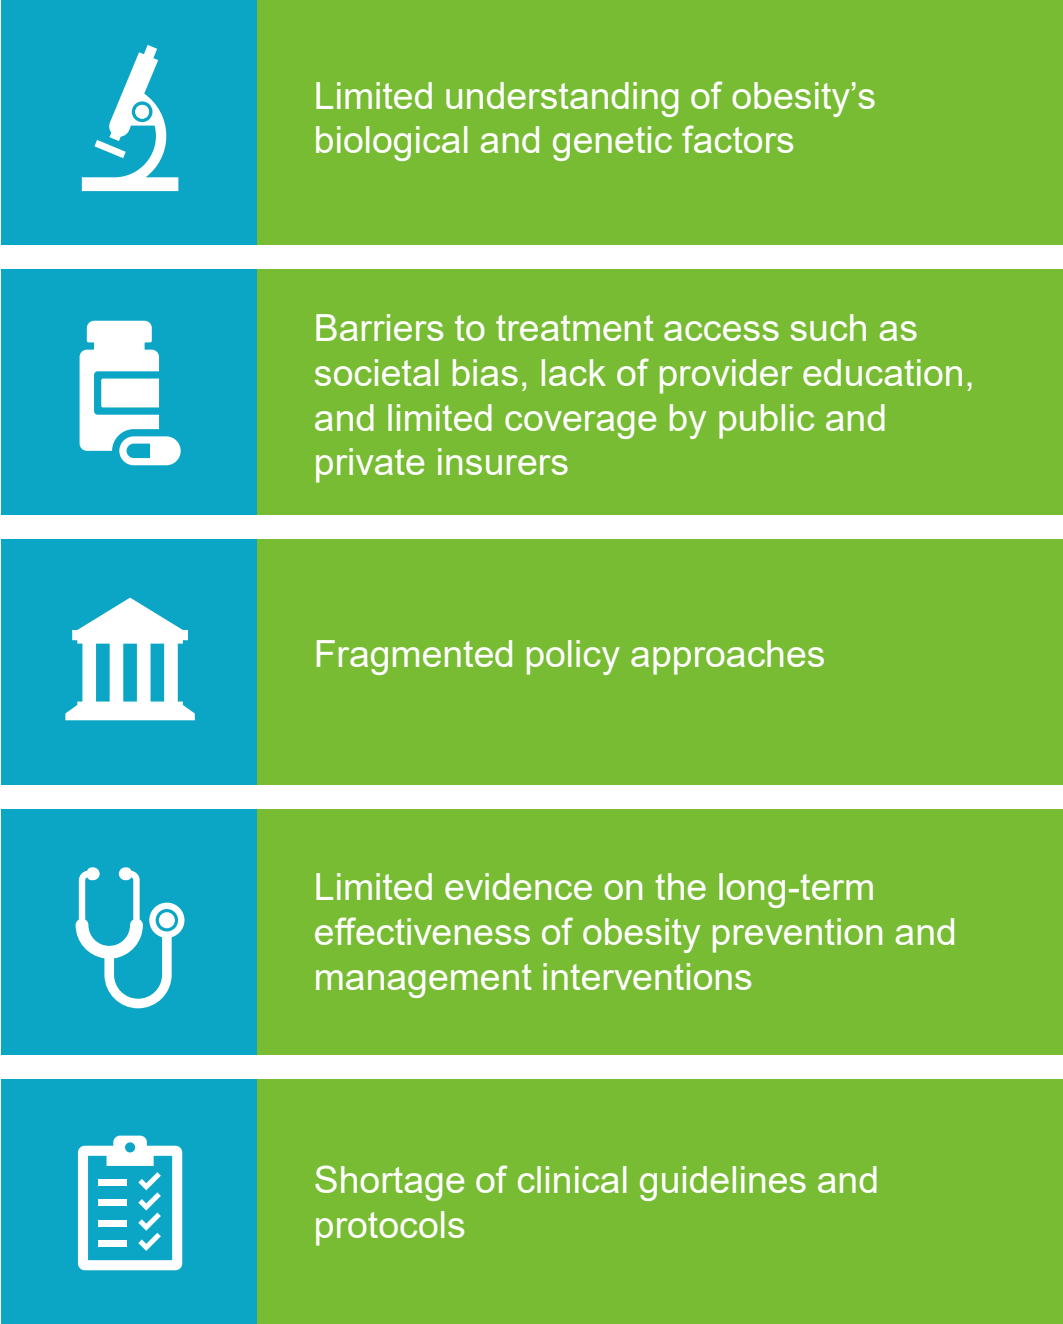 Limited understanding of obesity’s
biological and genetic factors
Barriers to treatment access such as
societal bias, lack of provider education,
and limited coverage by public and
private insurers
Fragmented policy approaches
Limited evidence on the long-term
effectiveness of obesity prevention and
management interventions
Shortage of clinical guidelines and
protocols